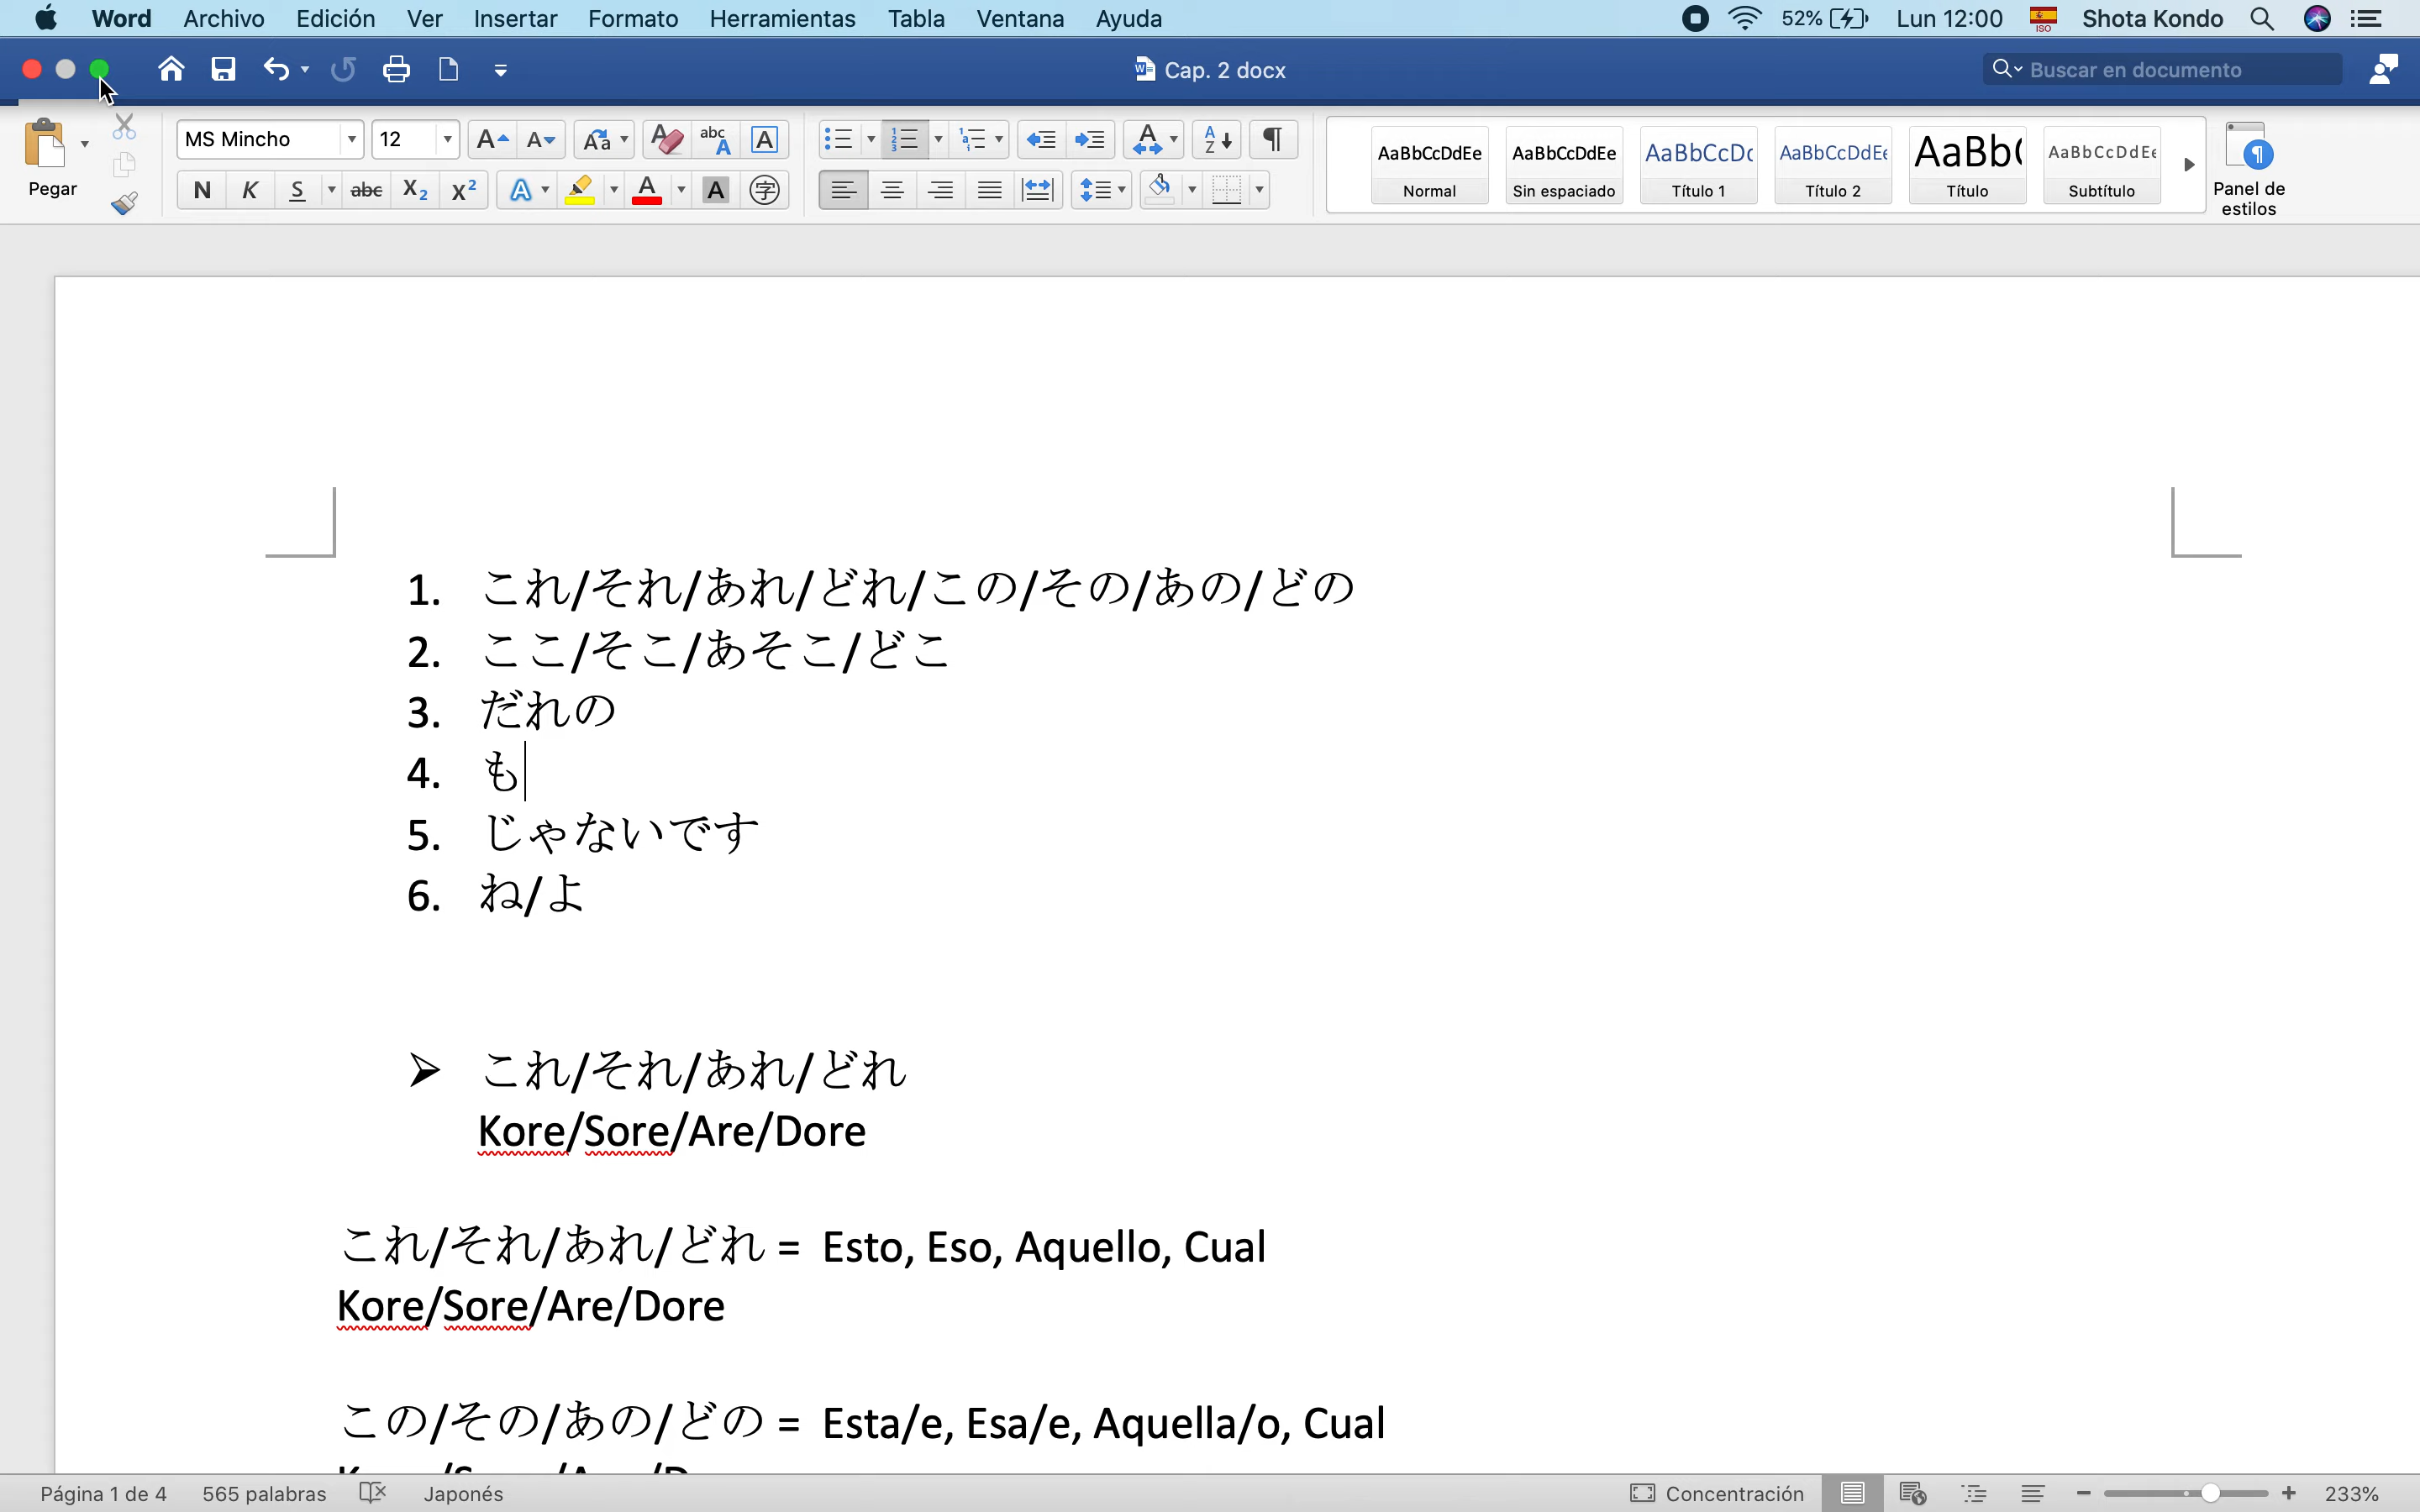 Word Archivo Edición Ver Insertar Formato Herramientas Tabla Ventana Ayuda 52% Lun 12:00 ISO Shota Kondo
Cap. 2 docx Buscar en documento
MS Mincho 12
Pegar
N K S abc X₂ X²
AaBbCcDdEe AaBbCcDdEe AaBbCcDc AaBbCcDdEe AaBb( AaBbCcDdEe
Normal Sin espaciado Título 1 Título 2 Título Subtítulo
Panel de
estilos
1. これ/それ/あれ/どれ/この/その/あの/どの
2. ここ/そこ/あそこ/どこ
3. だれの
4. も
5. じゃないです
6. ね/よ
➢ これ/それ/あれ/どれ
Kore/Sore/Are/Dore
これ/それ/あれ/どれ = Esto, Eso, Aquello, Cual
Kore/Sore/Are/Dore
この/その/あの/どの = Esta/e, Esa/e, Aquella/o, Cual
Página 1 de 4 565 palabras Japonés Concentración 233%